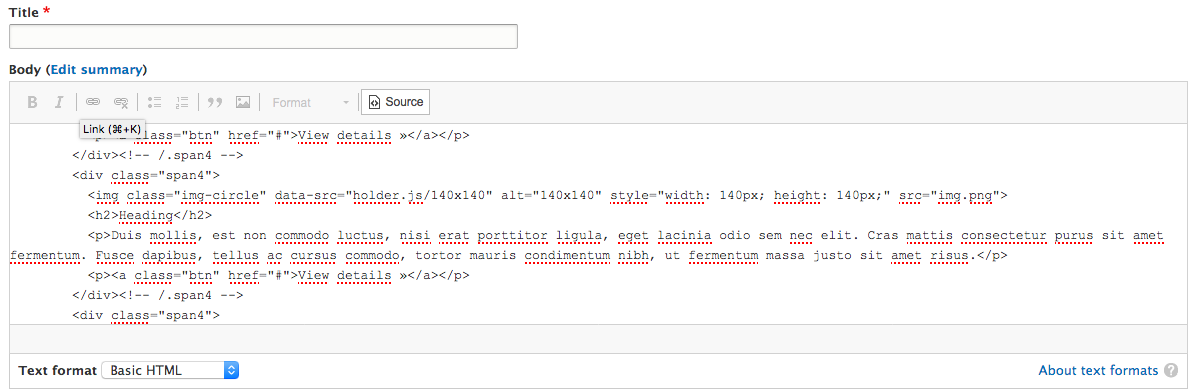 Title *
Body (Edit summary)
B I Format Source
Link (⌘+K)
class="btn" href="#">View details »</a></p>
</div><!-- /.span4 -->
<div class="span4">
<img class="img-circle" data-src="holder.js/140x140" alt="140x140" style="width: 140px; height: 140px;" src="img.png">
<h2>Heading</h2>
<p>Duis mollis, est non commodo luctus, nisi erat porttitor ligula, eget lacinia odio sem nec elit. Cras mattis consectetur purus sit amet
fermentum. Fusce dapibus, tellus ac cursus commodo, tortor mauris condimentum nibh, ut fermentum massa justo sit amet risus.</p>
<p><a class="btn" href="#">View details »</a></p>
</div><!-- /.span4 -->
<div class="span4">
Text format Basic HTML About text formats ?